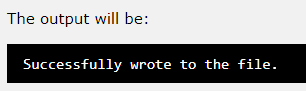 The output will be:
Successfully wrote to the file.